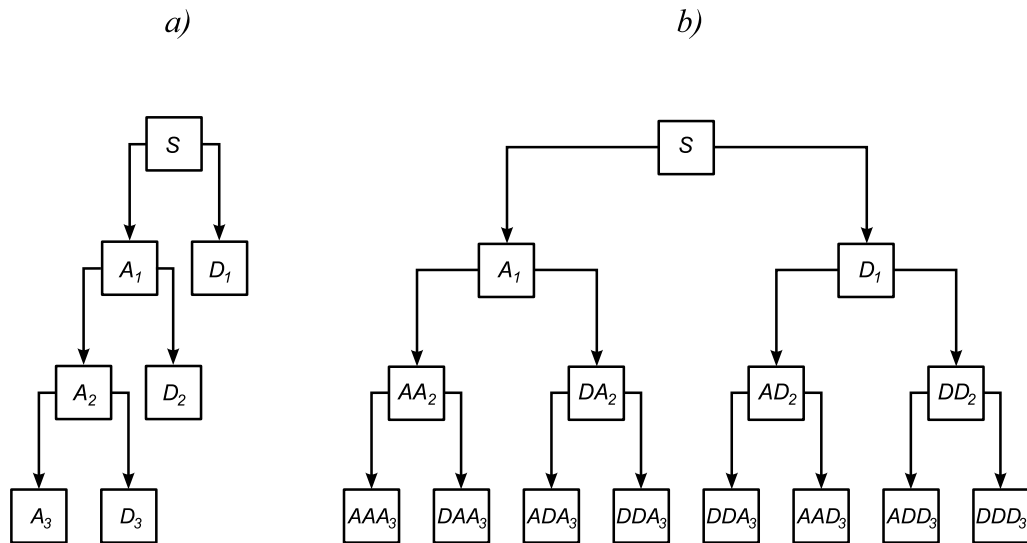 a) b)
S S
A1 D1 A1 D1
A2 D2 AA2 DA2 AD2 DD2
A3 D3 AAA3 DAA3 ADA3 DDA3 DDA3 AAD3 ADD3 DDD3